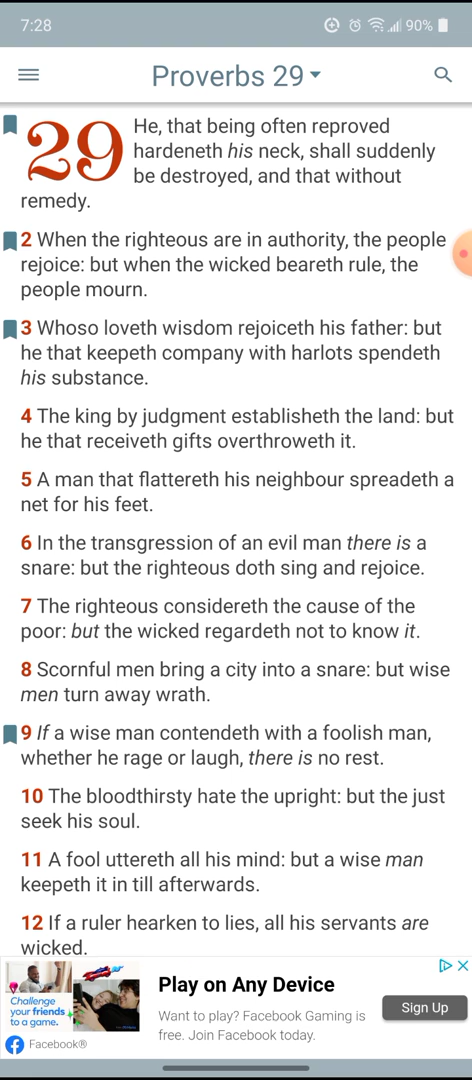 7:28
90%
Proverbs 29
29 He, that being often reproved
hardeneth his neck, shall suddenly
be destroyed, and that without
remedy.
2 When the righteous are in authority, the people
rejoice: but when the wicked beareth rule, the
people mourn.
3 Whoso loveth wisdom rejoiceth his father: but
he that keepeth company with harlots spendeth
his substance.
4 The king by judgment establisheth the land: but
he that receiveth gifts overthroweth it.
5 A man that flattereth his neighbour spreadeth a
net for his feet.
6 In the transgression of an evil man there is a
snare: but the righteous doth sing and rejoice.
7 The righteous considereth the cause of the
poor: but the wicked regardeth not to know it.
8 Scornful men bring a city into a snare: but wise
men turn away wrath.
9 If a wise man contendeth with a foolish man,
whether he rage or laugh, there is no rest.
10 The bloodthirsty hate the upright: but the just
seek his soul.
11 A fool uttereth all his mind: but a wise man
keepeth it in till afterwards.
12 If a ruler hearken to lies, all his servants are
wicked.
Challenge
your friends
to a game.
Facebook®
Play on Any Device
Want to play? Facebook Gaming is
free. Join Facebook today.
Sign Up